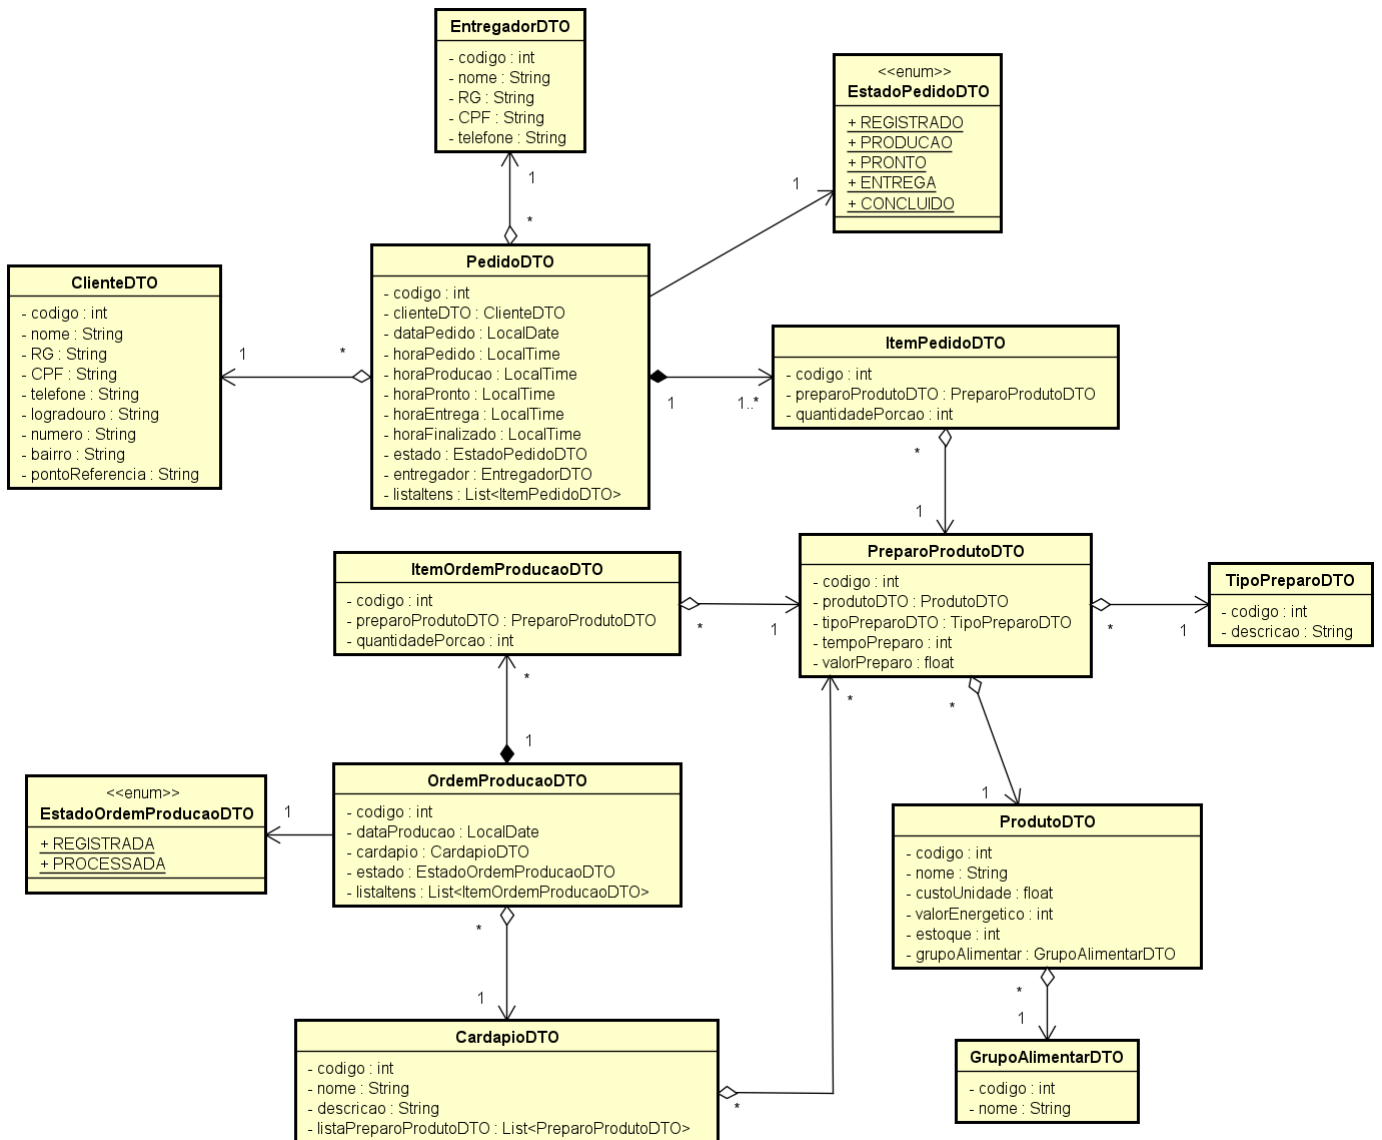 EntregadorDTO
- codigo : int
- nome : String
- RG : String
- CPF : String
- telefone : String
<<enum>>
EstadoPedidoDTO
+ REGISTRADO
+ PRODUCAO
+ PRONTO
+ ENTREGA
+ CONCLUIDO
1
*
1
ClienteDTO
- codigo : int
- nome : String
- RG : String
- CPF : String
- telefone : String
- logradouro : String
- numero : String
- bairro : String
- pontoReferencia : String
1
*
PedidoDTO
- codigo : int
- clienteDTO : ClienteDTO
- dataPedido : LocalDate
- horaPedido : LocalTime
- horaProducao : LocalTime
- horaPronto : LocalTime
- horaEntrega : LocalTime
- horaFinalizado : LocalTime
- estado : EstadoPedidoDTO
- entregador : EntregadorDTO
- listaItens : List<ItemPedidoDTO>
1
1..*
ItemPedidoDTO
- codigo : int
- preparoProdutoDTO : PreparoProdutoDTO
- quantidadePorcao : int
*
1
ItemOrdemProducaoDTO
- codigo : int
- preparoProdutoDTO : PreparoProdutoDTO
- quantidadePorcao : int
*
1
PreparoProdutoDTO
- codigo : int
- produtoDTO : ProdutoDTO
- tipoPreparoDTO : TipoPreparoDTO
- tempoPreparo : int
- valorPreparo : float
*
1
TipoPreparoDTO
- codigo : int
- descricao : String
*
1
*
*
1
<<enum>>
EstadoOrdemProducaoDTO
+ REGISTRADA
+ PROCESSADA
1
OrdemProducaoDTO
- codigo : int
- dataProducao : LocalDate
- cardapio : CardapioDTO
- estado : EstadoOrdemProducaoDTO
- listaItens : List<ItemOrdemProducaoDTO>
ProdutoDTO
- codigo : int
- nome : String
- custoUnidade : float
- valorEnergetico : int
- estoque : int
- grupoAlimentar : GrupoAlimentarDTO
*
1
*
1
CardapioDTO
- codigo : int
- nome : String
- descricao : String
- listaPreparoProdutoDTO : List<PreparoProdutoDTO>
*
GrupoAlimentarDTO
- codigo : int
- nome : String